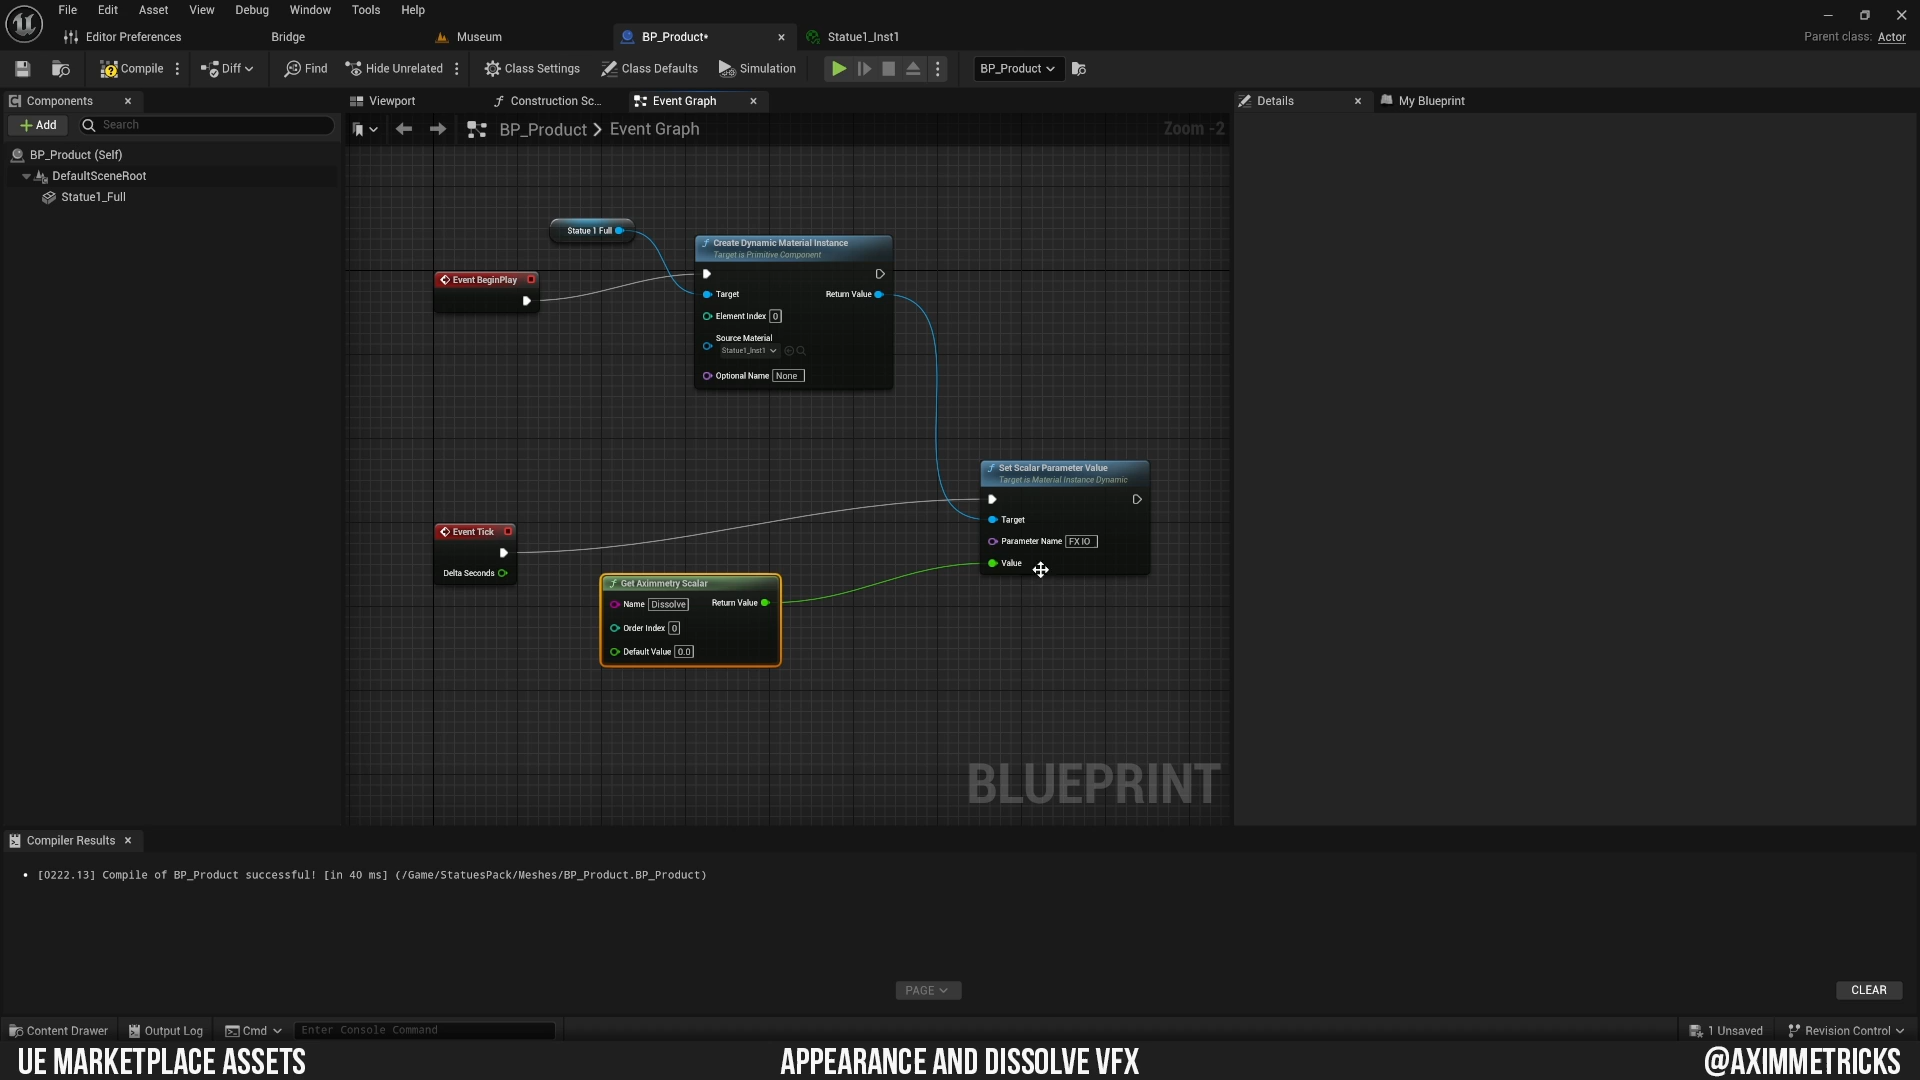 File Edit Asset View Debug Window Tools Help
Editor Preferences Bridge Museum BP_Product* Statue1_Inst1 Parent class: Actor
Compile Diff Find Hide Unrelated Class Settings Class Defaults Simulation BP_Product
Components Viewport Construction Sc... Event Graph Details My Blueprint
Add Search BP_Product > Event Graph Zoom -2
BP_Product (Self)
DefaultSceneRoot
Statue1_Full
Statue 1 Full
Create Dynamic Material Instance
Target is Primitive Component
Event BeginPlay
Target Return Value
Element Index 0
Source Material
Statue1_Inst1
Optional Name None
Set Scalar Parameter Value
Target is Material Instance Dynamic
Target
Parameter Name FX IO
Value
Event Tick
Delta Seconds
Get Aximmetry Scalar
Name Dissolve Return Value
Order Index 0
Default Value 0.0
BLUEPRINT
Compiler Results
[0222.13] Compile of BP_Product successful! [in 40 ms] (/Game/StatuesPack/Meshes/BP_Product.BP_Product)
PAGE CLEAR
Content Drawer Output Log Cmd Enter Console Command 1 Unsaved Revision Control
UE MARKETPLACE ASSETS APPEARANCE AND DISSOLVE VFX @AXIMMETRICKS